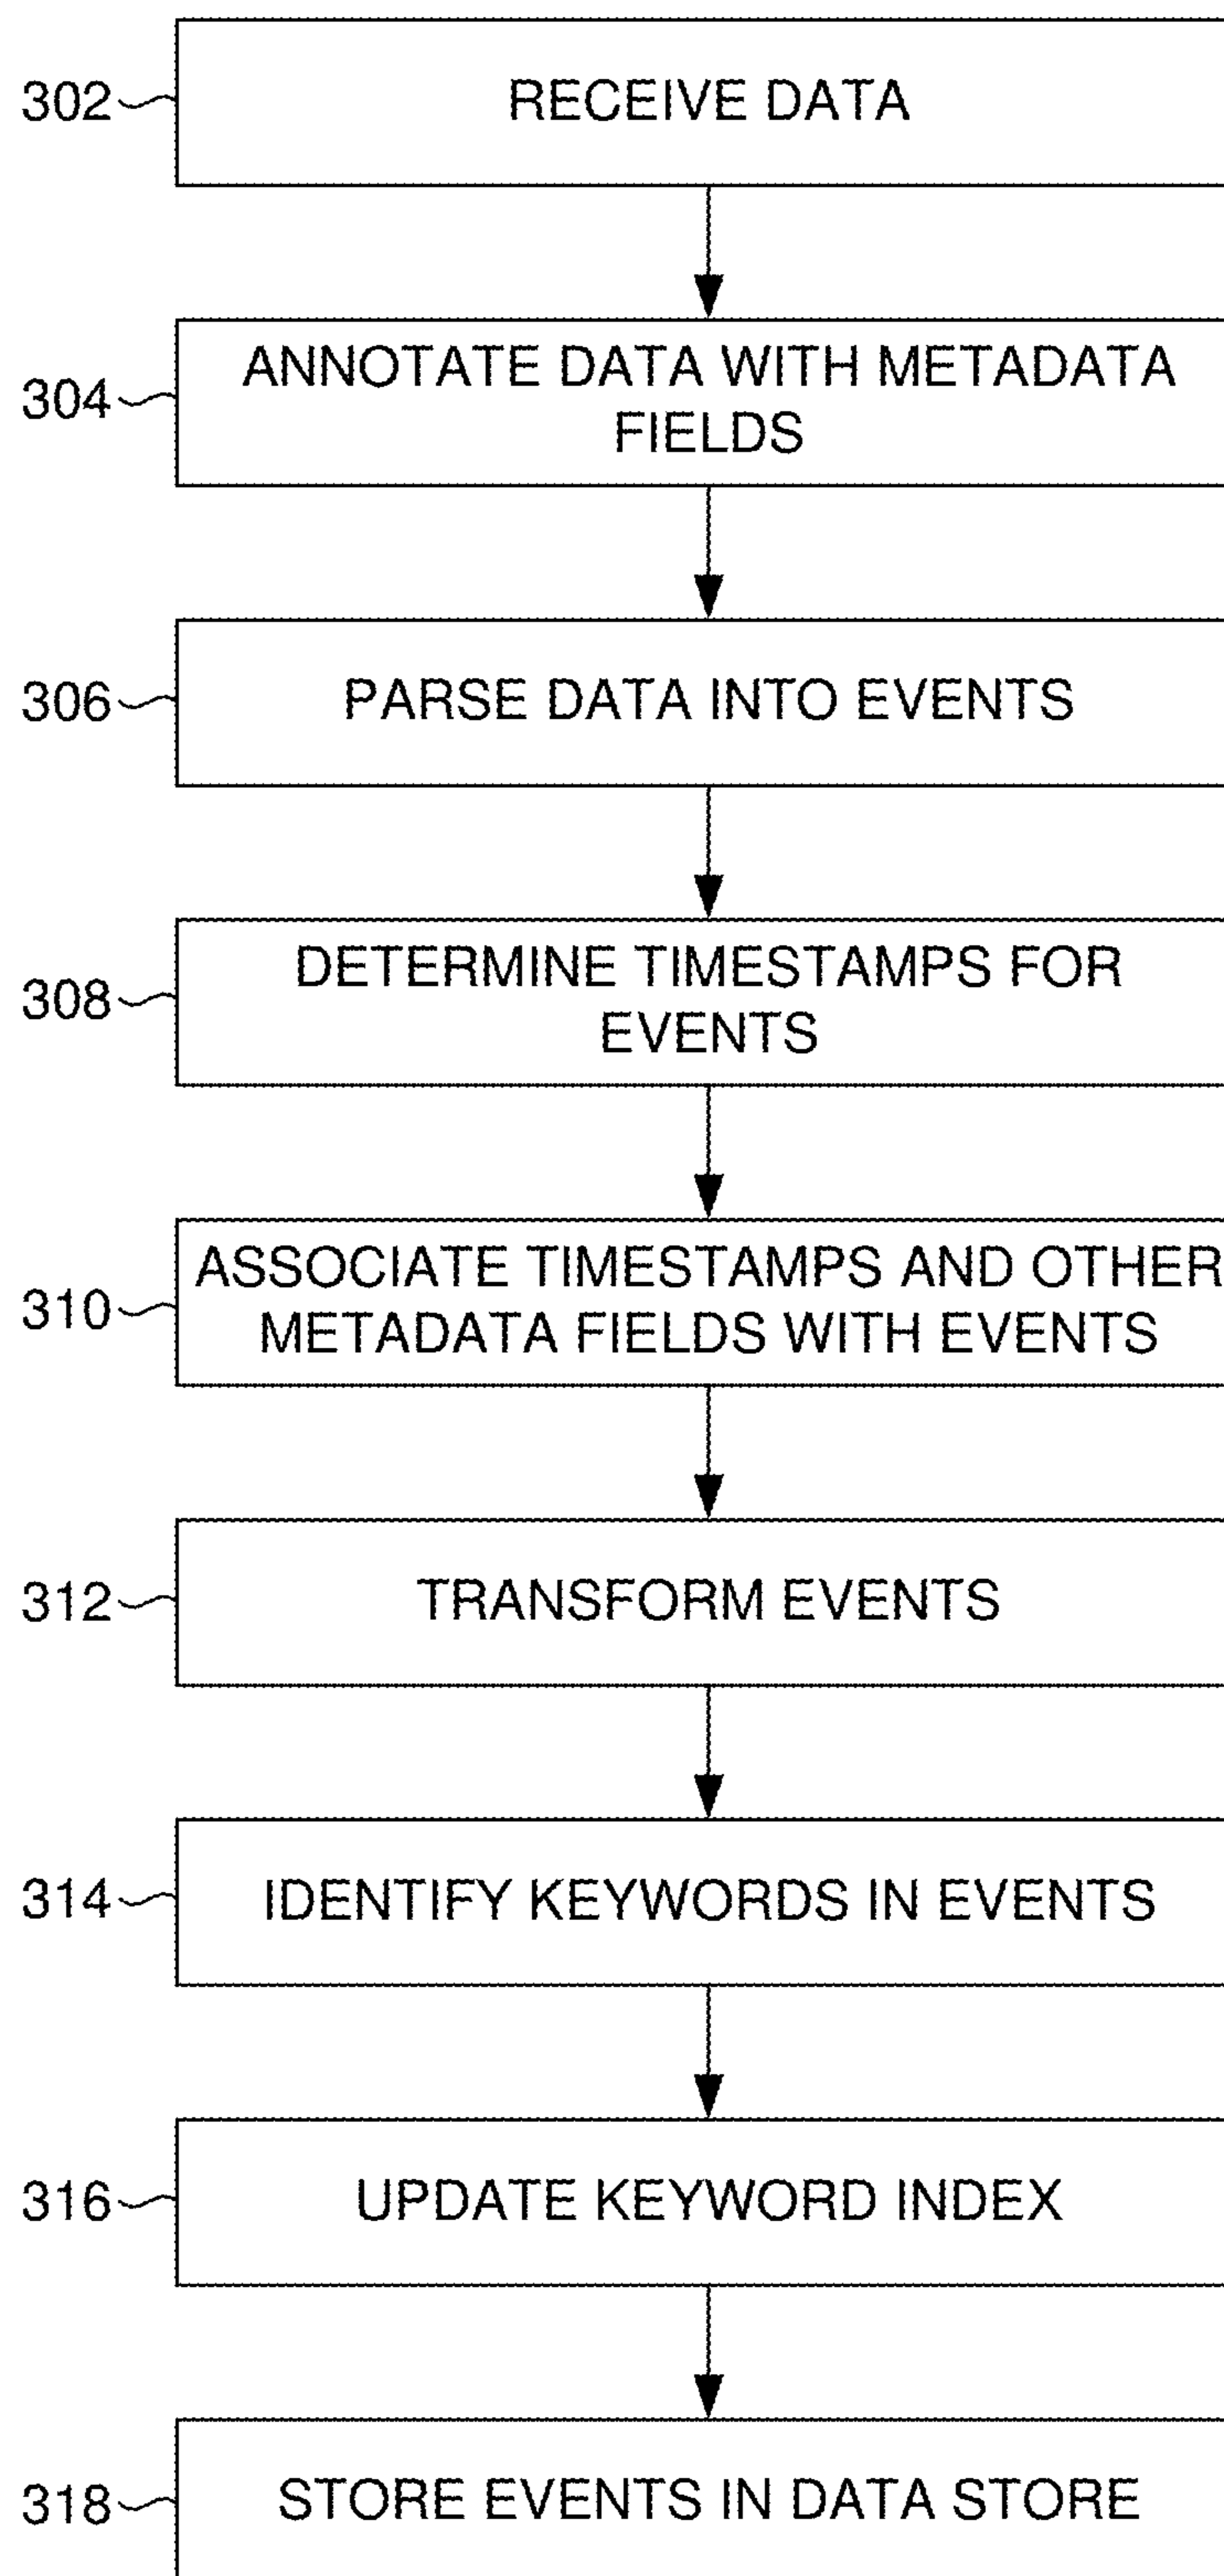 302
RECEIVE DATA
304
ANNOTATE DATA WITH METADATA
FIELDS
306
PARSE DATA INTO EVENTS
308
DETERMINE TIMESTAMPS FOR
EVENTS
310
ASSOCIATE TIMESTAMPS AND OTHER
METADATA FIELDS WITH EVENTS
312
TRANSFORM EVENTS
314
IDENTIFY KEYWORDS IN EVENTS
316
UPDATE KEYWORD INDEX
318
STORE EVENTS IN DATA STORE